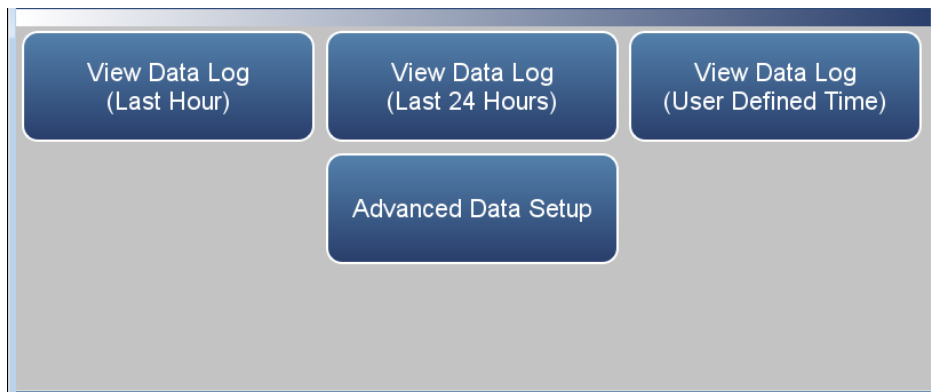 View Data Log
(Last Hour)
View Data Log
(Last 24 Hours)
View Data Log
(User Defined Time)
Advanced Data Setup